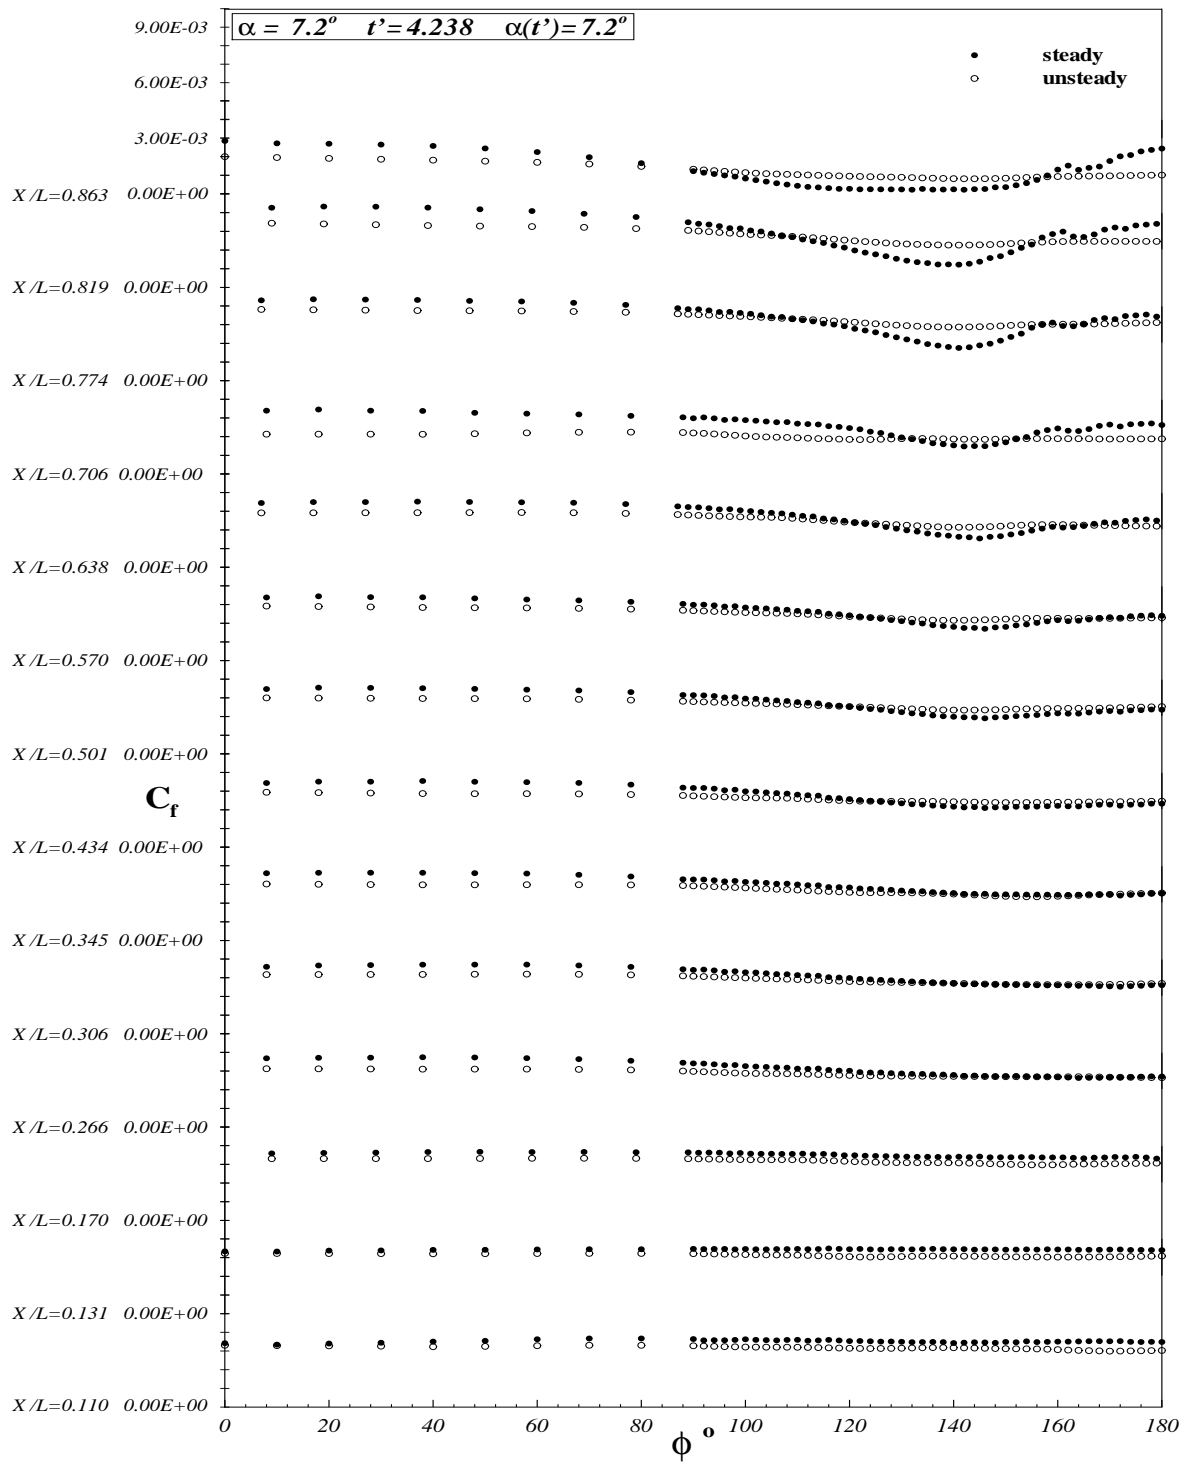 9.00E-03
α = 7.2° t'=4.238 α(t')=7.2°
steady
6.00E-03
unsteady
3.00E-03
X/L=0.863 0.00E+00
X/L=0.819 0.00E+00
X/L=0.774 0.00E+00
X/L=0.706 0.00E+00
X/L=0.638 0.00E+00
X/L=0.570 0.00E+00
X/L=0.501 0.00E+00
Cf
X/L=0.434 0.00E+00
X/L=0.345 0.00E+00
X/L=0.306 0.00E+00
X/L=0.266 0.00E+00
X/L=0.170 0.00E+00
X/L=0.131 0.00E+00
X/L=0.110 0.00E+00
0 20 40 60 80 100 120 140 160 180
ϕ °